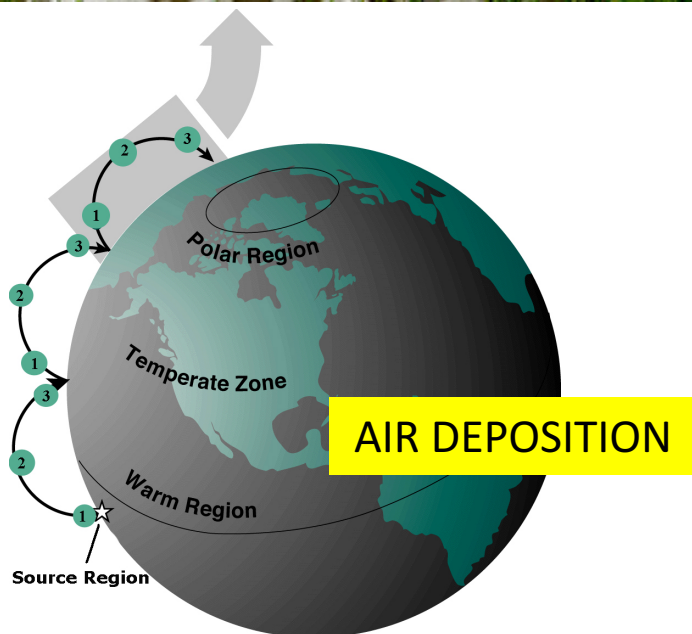 3
2
1
3
Polar Region
2
1
Temperate Zone
3
AIR DEPOSITION
2
Warm Region
1
Source Region